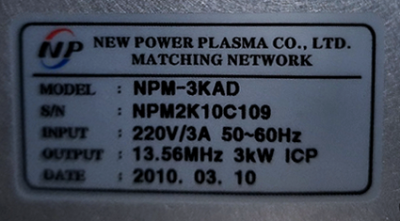 NP
NEW POWER PLASMA CO., LTD.
MATCHING NETWORK
MODEL : NPM-3KAD
S/N : NPM2K10C109
INPUT : 220V/3A 50~60Hz
OUTPUT : 13.56MHz 3kW ICP
DATE : 2010. 03. 10